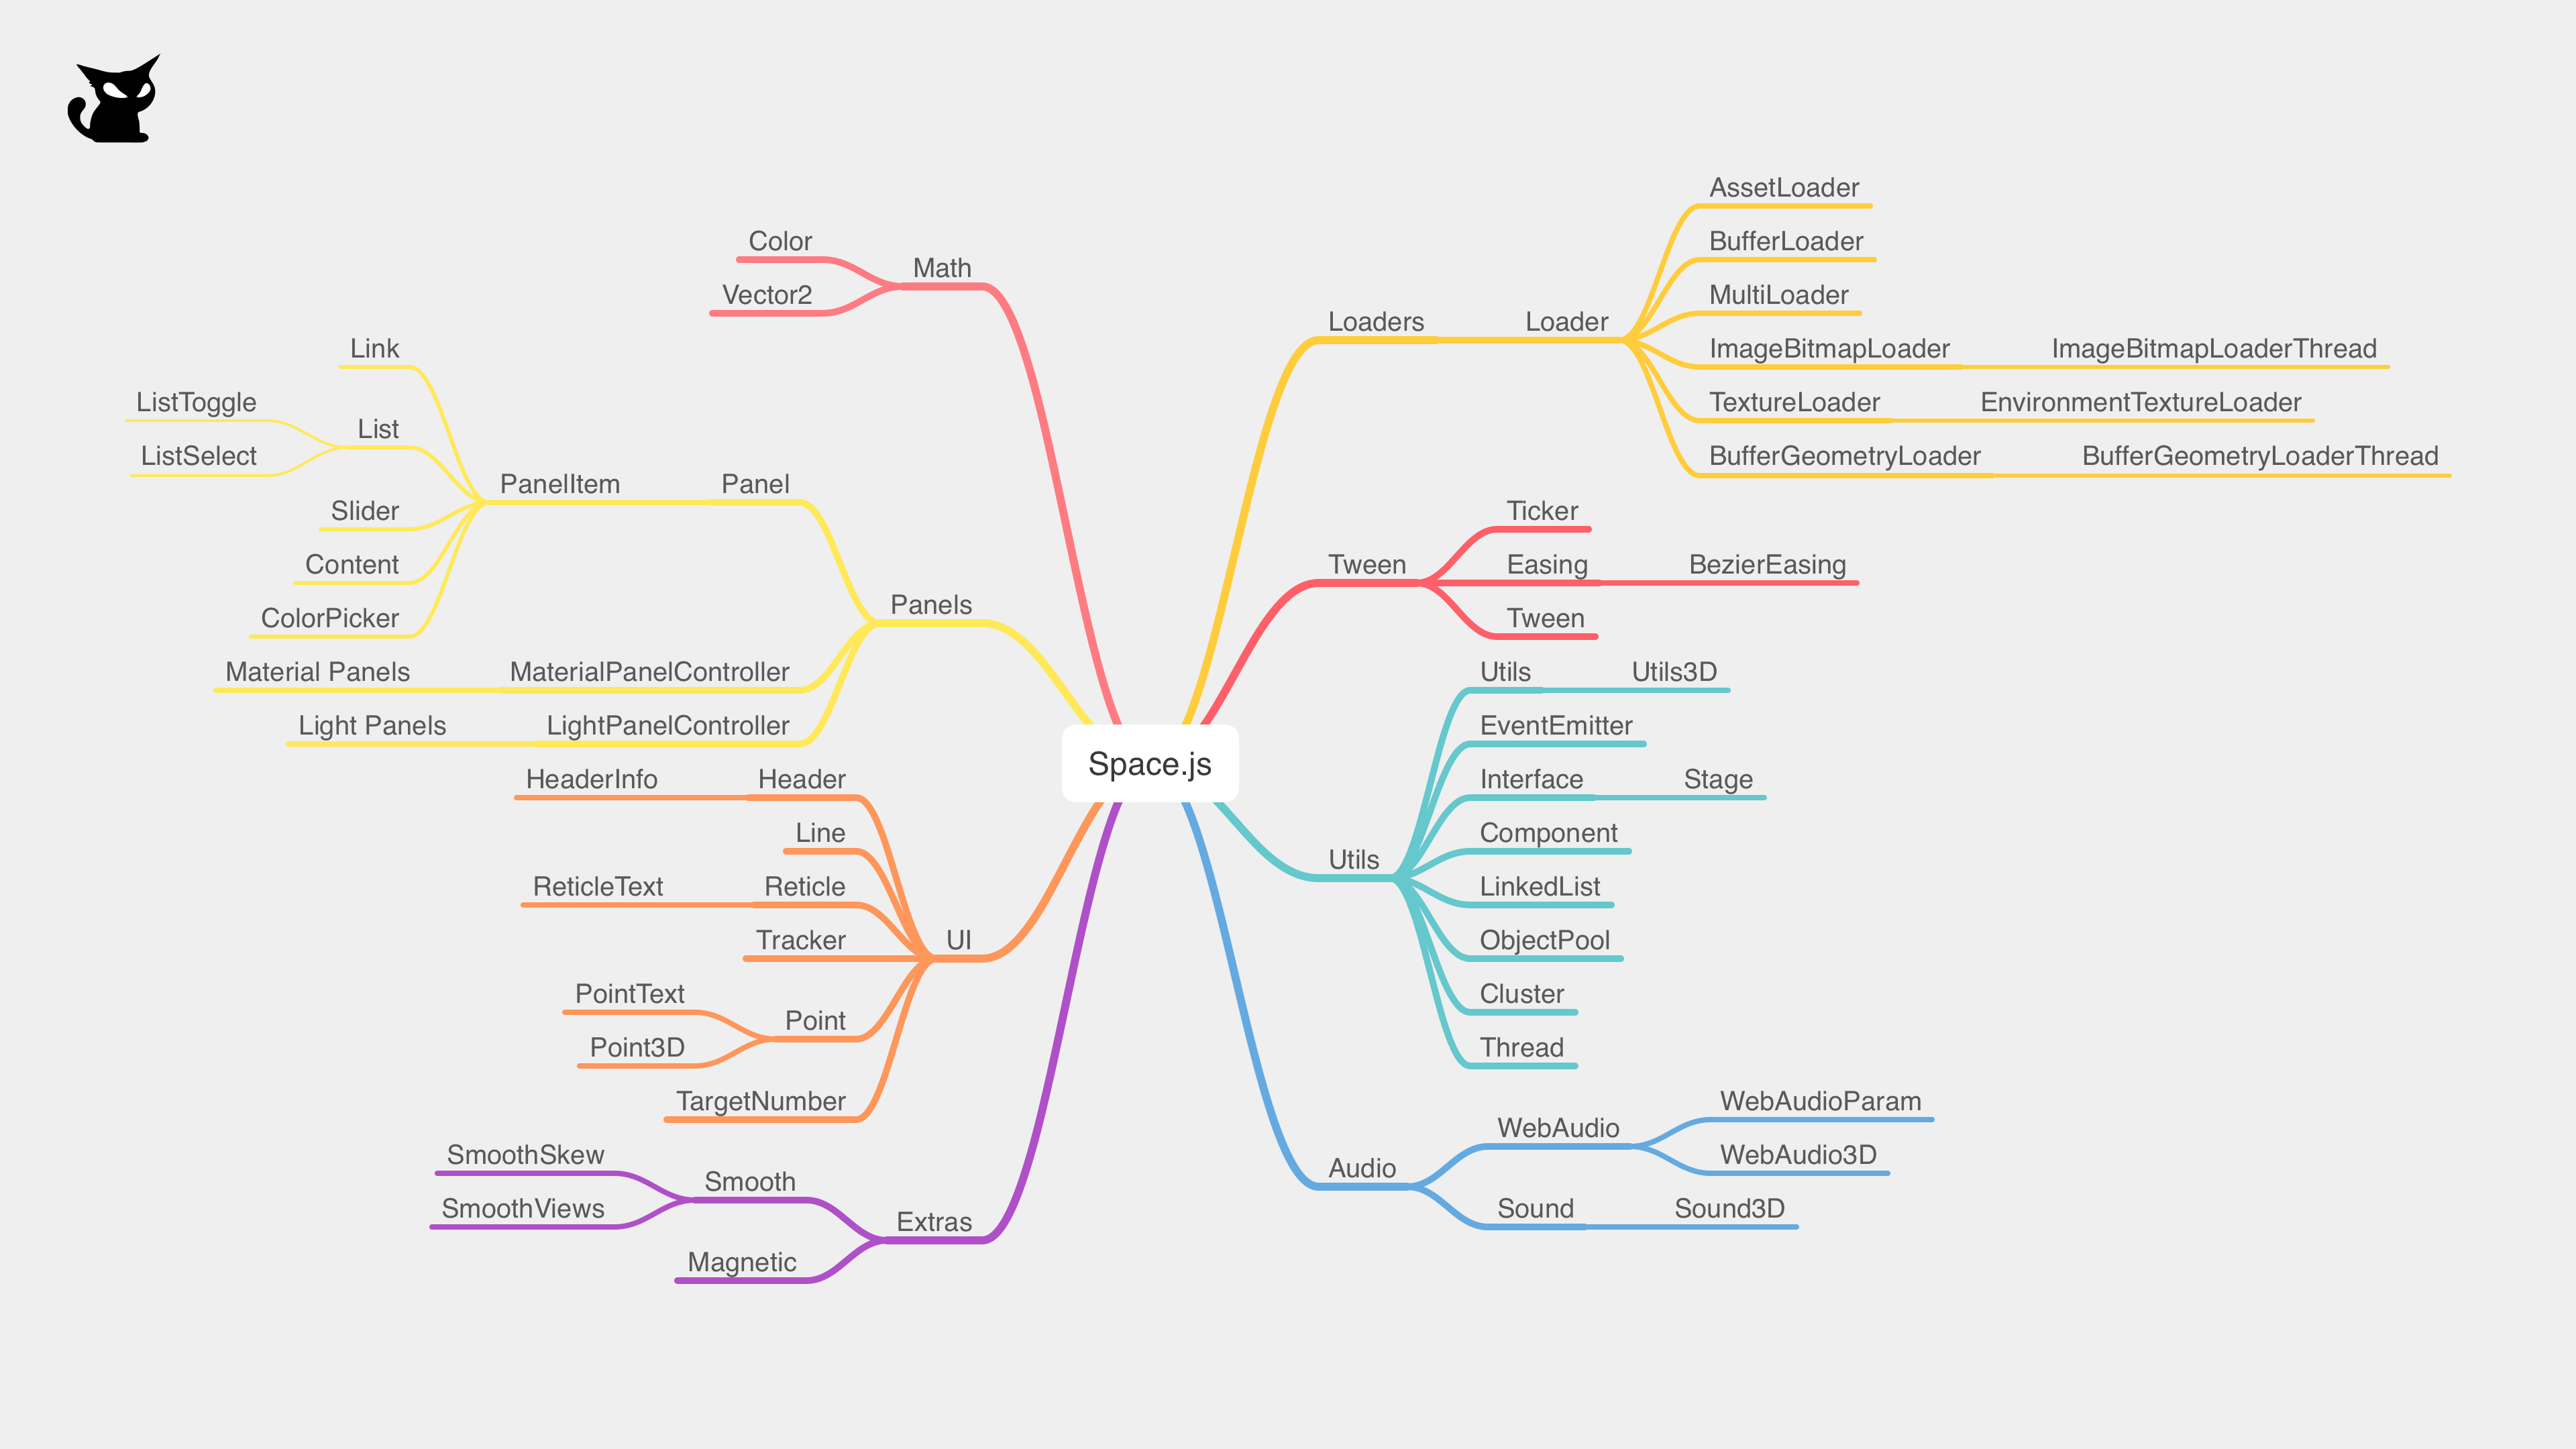 Space.js
Math
Color
Vector2
Panels
Panel
PanelItem
Link
List
ListToggle
ListSelect
Slider
Content
ColorPicker
MaterialPanelController
Material Panels
LightPanelController
Light Panels
UI
Header
HeaderInfo
Line
Reticle
ReticleText
Tracker
Point
PointText
Point3D
TargetNumber
Extras
Smooth
SmoothSkew
SmoothViews
Magnetic
Loaders
Loader
AssetLoader
BufferLoader
MultiLoader
ImageBitmapLoader
ImageBitmapLoaderThread
TextureLoader
EnvironmentTextureLoader
BufferGeometryLoader
BufferGeometryLoaderThread
Tween
Ticker
Easing
BezierEasing
Tween
Utils
Utils
Utils3D
EventEmitter
Interface
Stage
Component
LinkedList
ObjectPool
Cluster
Thread
Audio
WebAudio
WebAudioParam
WebAudio3D
Sound
Sound3D